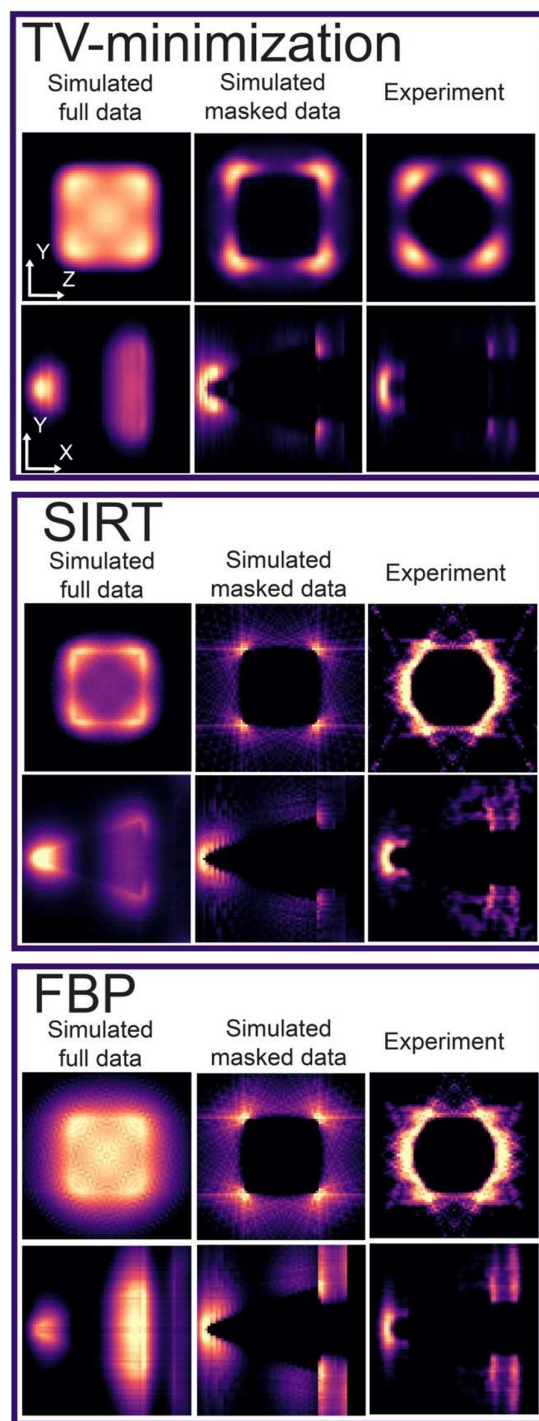 TV-minimization
Simulated
full data
Simulated
masked data
Experiment
Y
Z
Y
X
SIRT
Simulated
full data
Simulated
masked data
Experiment
FBP
Simulated
full data
Simulated
masked data
Experiment